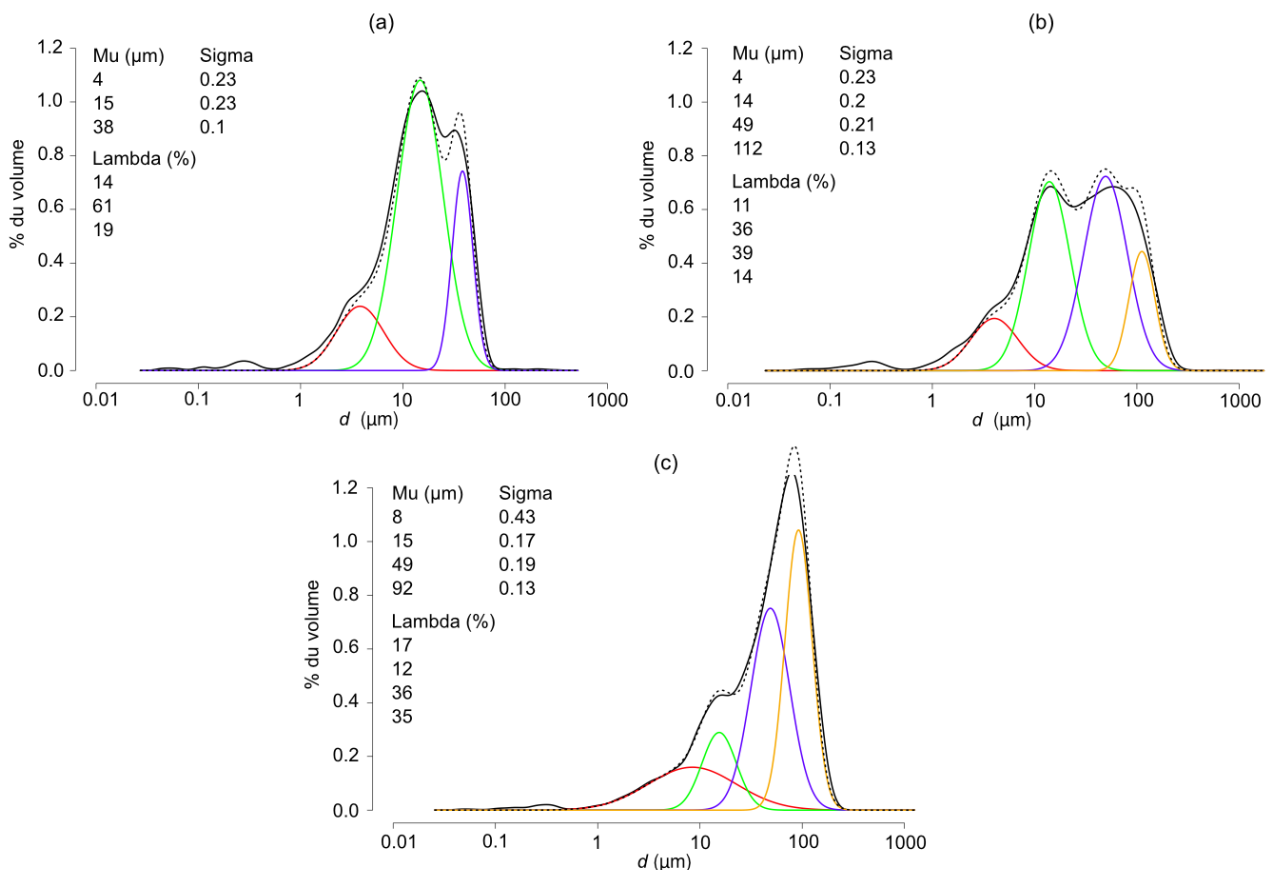 (a)
Mu (µm) Sigma
4 0.23
15 0.23
38 0.1
Lambda (%)
14
61
19
% du volume
1.2
1.0
0.8
0.6
0.4
0.2
0.0
0.01 0.1 1 10 100 1000
d (µm)
(b)
Mu (µm) Sigma
4 0.23
14 0.2
49 0.21
112 0.13
Lambda (%)
11
36
39
14
% du volume
1.2
1.0
0.8
0.6
0.4
0.2
0.0
0.01 0.1 1 10 100 1000
d (µm)
(c)
Mu (µm) Sigma
8 0.43
15 0.17
49 0.19
92 0.13
Lambda (%)
17
12
36
35
% du volume
1.2
1.0
0.8
0.6
0.4
0.2
0.0
0.01 0.1 1 10 100 1000
d (µm)